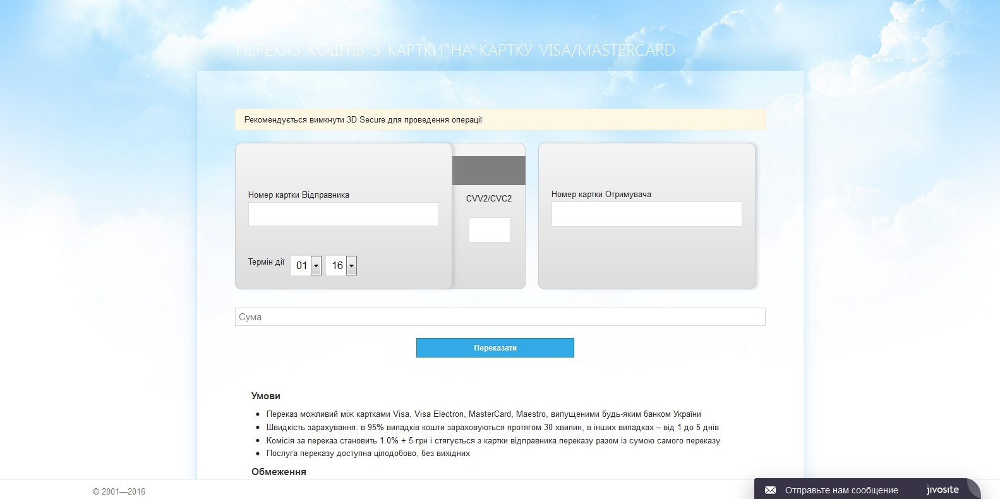 ПЕРЕКАЗ КОШТІВ З КАРТКИ НА КАРТКУ VISA/MASTERCARD
Рекомендується вимкнути 3D Secure для проведення операції
Номер картки Відправника
CVV2/CVC2
Номер картки Отримувача
Термін дії 01 16
Сума
Переказати
Умови
Переказ можливий між картками Visa, Visa Electron, MasterCard, Maestro, випущеними будь-яким банком України
Швидкість зарахування: в 95% випадків кошти зараховуються протягом 30 хвилин, в інших випадках – від 1 до 5 днів
Комісія за переказ становить 1.0% + 5 грн і стягується з картки відправника переказу разом із сумою самого переказу
Послуга переказу доступна цілодобово, без вихідних
Обмеження
© 2001—2016
Отправьте нам сообщение jivosite